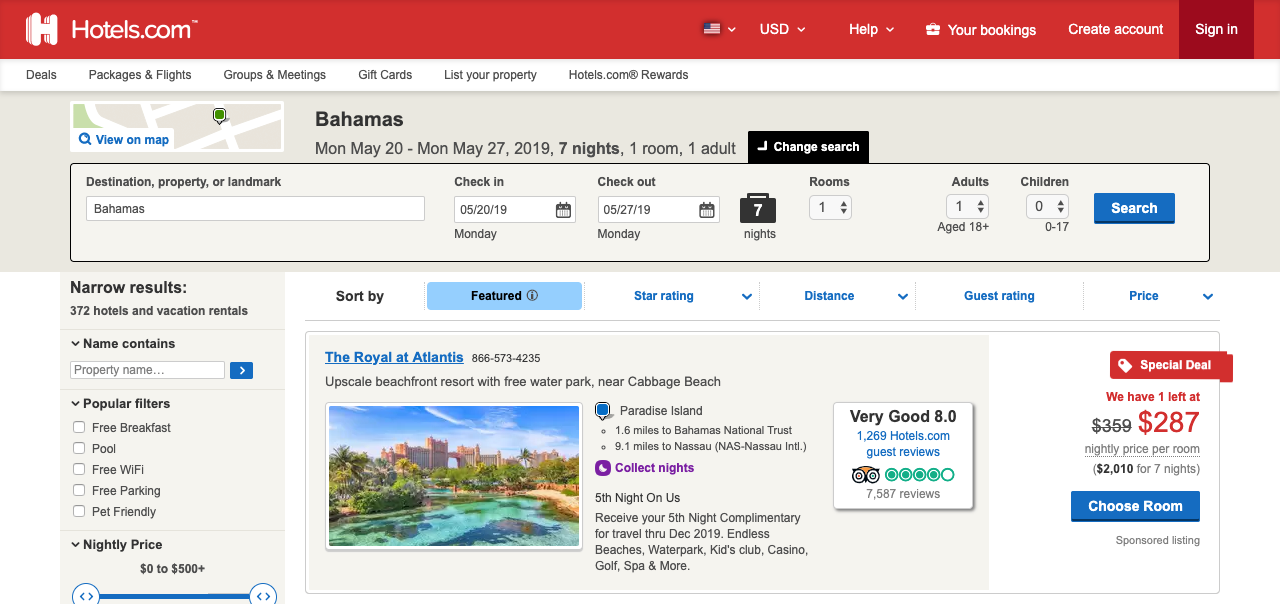 Hotels.com™
USD
Help
Your bookings
Create account
Sign in
Deals
Packages & Flights
Groups & Meetings
Gift Cards
List your property
Hotels.com® Rewards
View on map
Bahamas
Mon May 20 - Mon May 27, 2019, 7 nights, 1 room, 1 adult
Change search
Destination, property, or landmark
Check in
Check out
Rooms
Adults
Children
Bahamas
05/20/19
05/27/19
7
1
1
0
Search
Monday
Monday
nights
Aged 18+
0-17
Narrow results:
372 hotels and vacation rentals
Name contains
Property name...
Popular filters
Free Breakfast
Pool
Free WiFi
Free Parking
Pet Friendly
Nightly Price
$0 to $500+
Sort by
Featured
Star rating
Distance
Guest rating
Price
The Royal at Atlantis 866-573-4235
Upscale beachfront resort with free water park, near Cabbage Beach
Paradise Island
1.6 miles to Bahamas National Trust
9.1 miles to Nassau (NAS-Nassau Intl.)
Collect nights
5th Night On Us
Receive your 5th Night Complimentary
for travel thru Dec 2019. Endless
Beaches, Waterpark, Kid's club, Casino,
Golf, Spa & More.
Very Good 8.0
1,269 Hotels.com
guest reviews
7,587 reviews
Special Deal
We have 1 left at
$359 $287
nightly price per room
($2,010 for 7 nights)
Choose Room
Sponsored listing